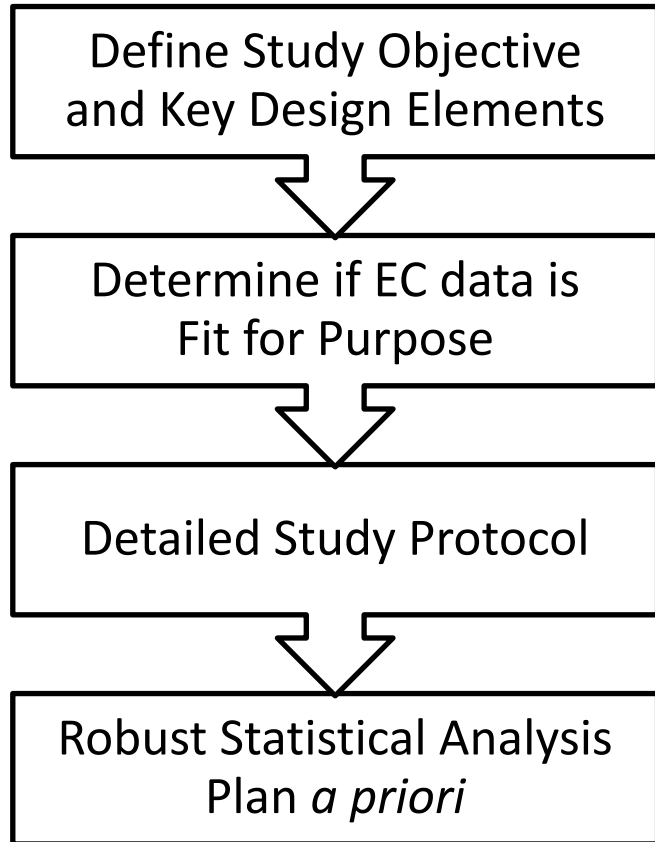 Define Study Objective
and Key Design Elements
Determine if EC data is
Fit for Purpose
Detailed Study Protocol
Robust Statistical Analysis
Plan a priori